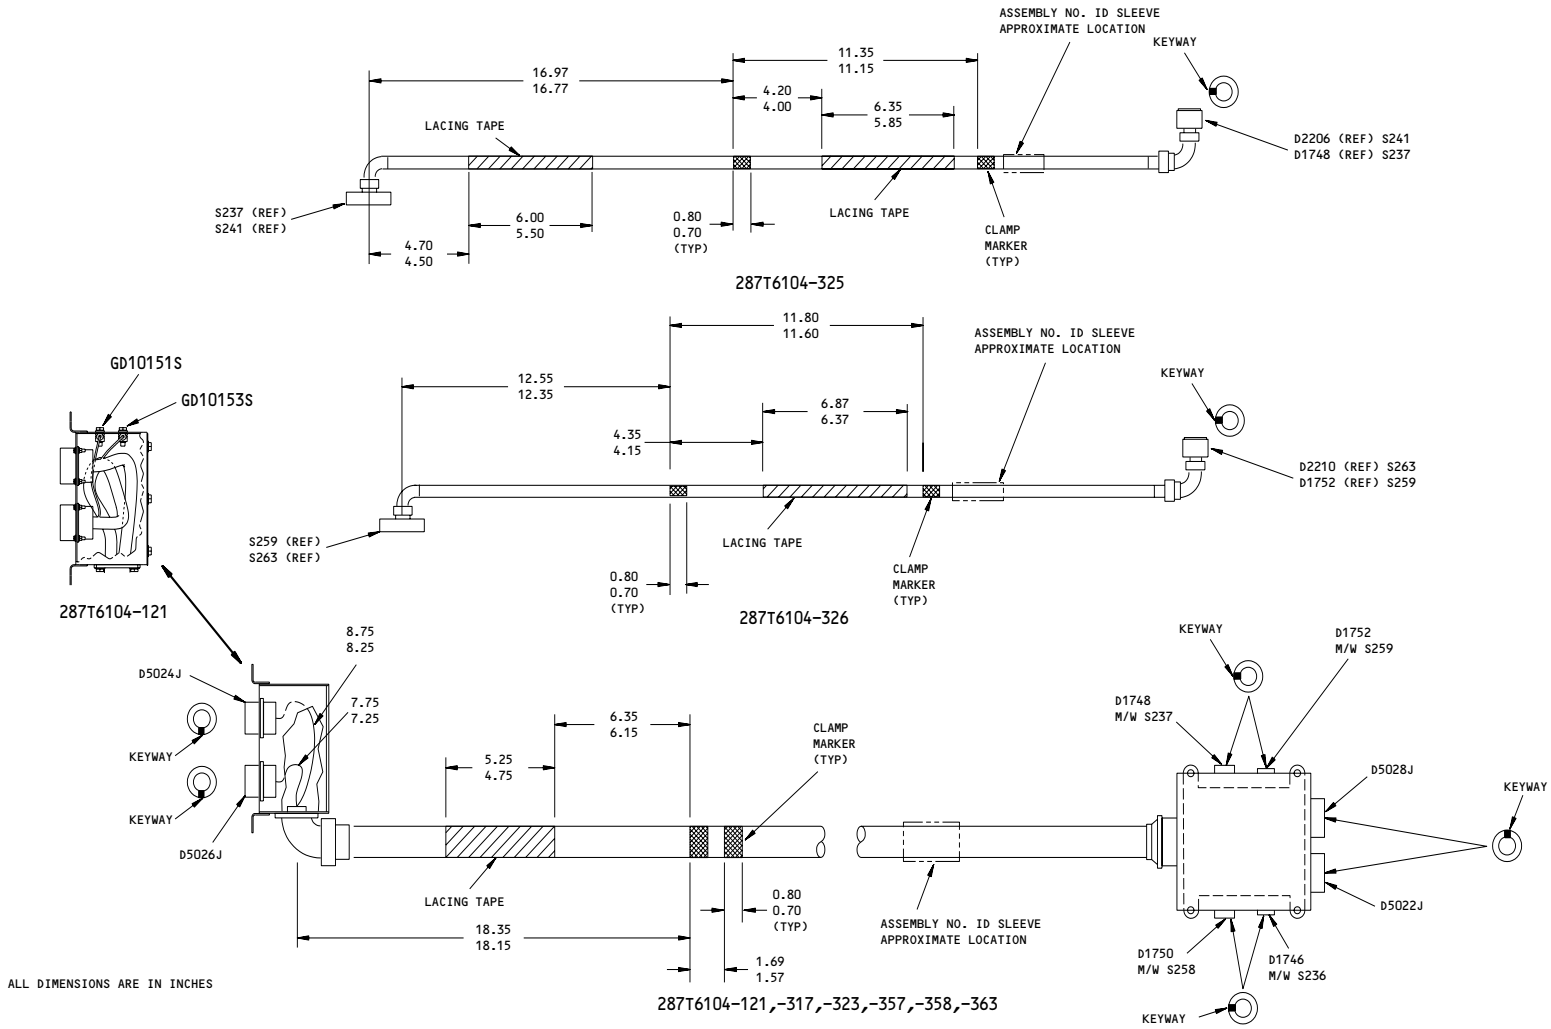 ASSEMBLY NO. ID SLEEVE
APPROXIMATE LOCATION
KEYWAY
11.35
11.15
16.97
16.77
4.20
4.00
6.35
5.85
LACING TAPE
D2206 (REF) S241
D1748 (REF) S237
S237 (REF)
S241 (REF)
6.00
5.50
4.70
4.50
0.80
0.70
(TYP)
LACING TAPE
CLAMP
MARKER
(TYP)
287T6104-325
11.80
11.60
ASSEMBLY NO. ID SLEEVE
APPROXIMATE LOCATION
GD10151S
GD10153S
12.55
12.35
KEYWAY
6.87
6.37
4.35
4.15
D2210 (REF) S263
D1752 (REF) S259
S259 (REF)
S263 (REF)
LACING TAPE
CLAMP
MARKER
(TYP)
0.80
0.70
(TYP)
287T6104-121
287T6104-326
8.75
8.25
D5024J
7.75
7.25
KEYWAY
KEYWAY
D5026J
6.35
6.15
5.25
4.75
CLAMP
MARKER
(TYP)
LACING TAPE
0.80
0.70
(TYP)
18.35
18.15
1.69
1.57
ASSEMBLY NO. ID SLEEVE
APPROXIMATE LOCATION
KEYWAY
D1752
M/W S259
D1748
M/W S237
D5028J
KEYWAY
D5022J
D1750
M/W S258
D1746
M/W S236
KEYWAY
ALL DIMENSIONS ARE IN INCHES
287T6104-121,-317,-323,-357,-358,-363